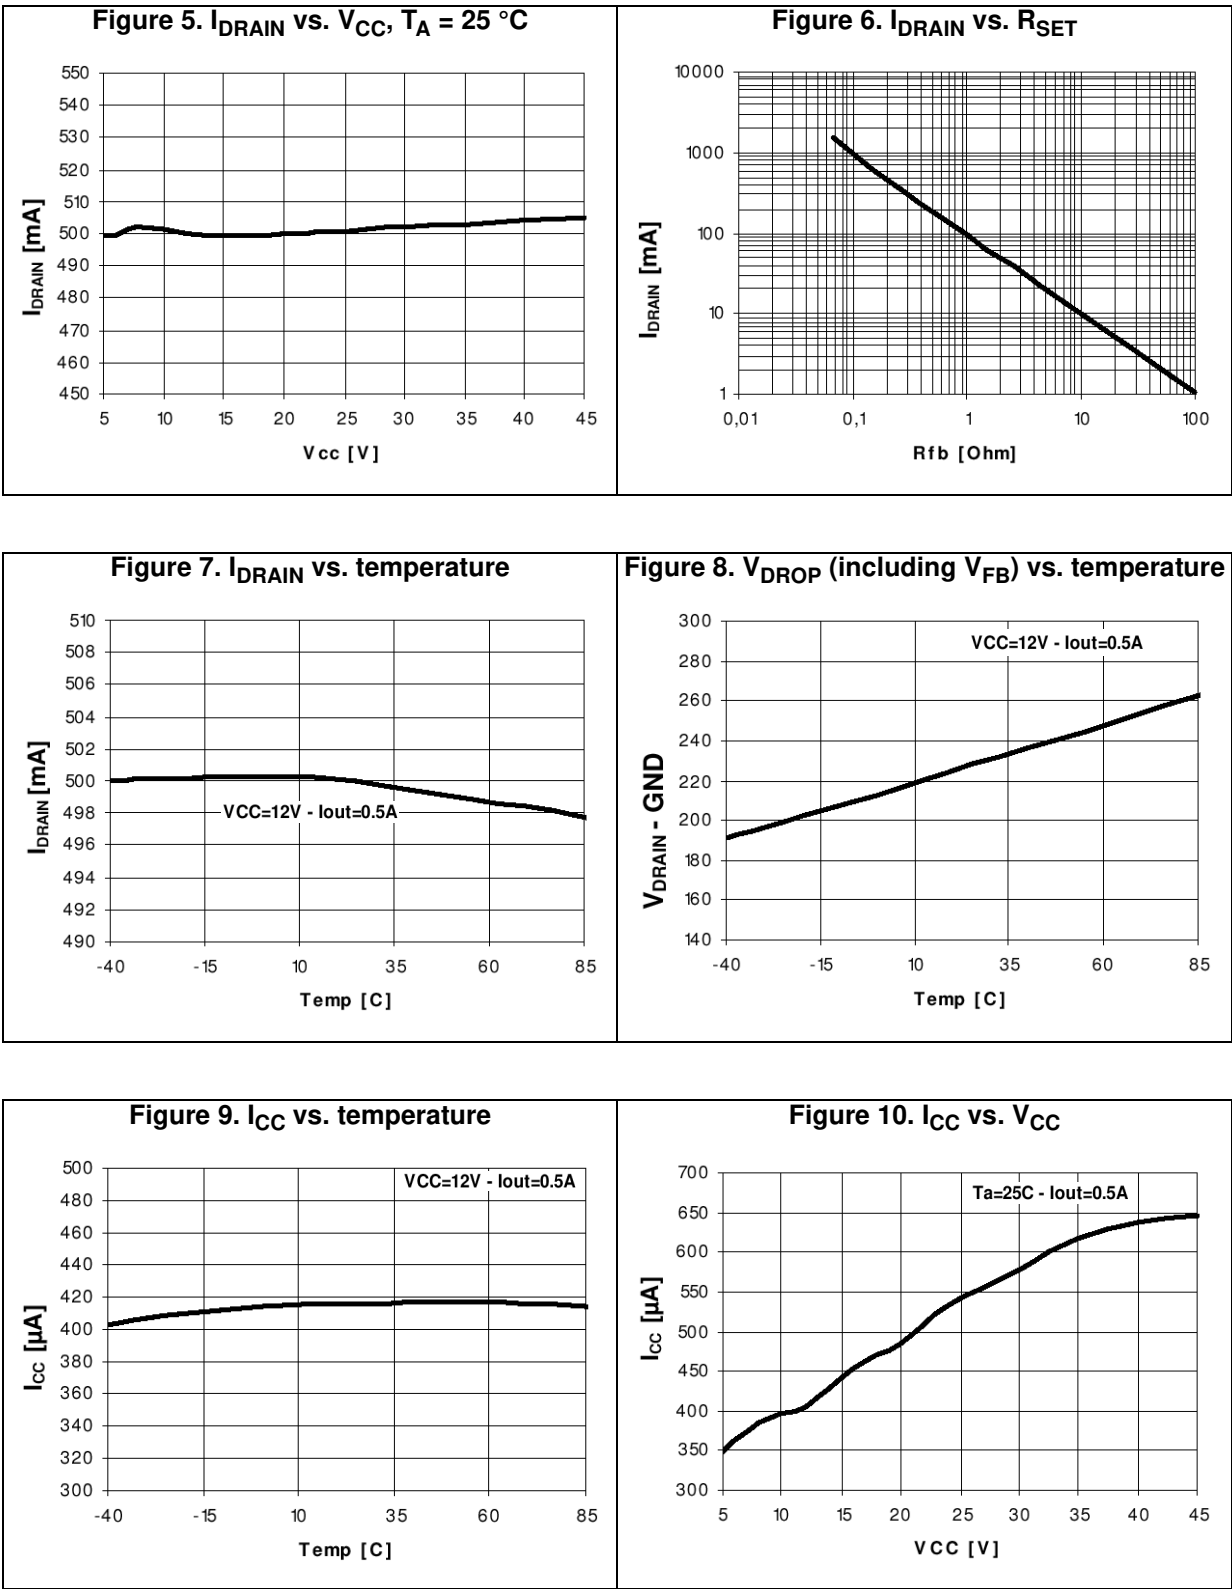 Figure 5. IDRAIN vs. VCC, TA = 25 °C
550
540
530
520
510
500
490
480
470
460
450
IDRAIN [mA]
5 10 15 20 25 30 35 40 45
Vcc [V]
Figure 6. IDRAIN vs. RSET
10000
1000
100
10
1
IDRAIN [mA]
0,01 0,1 1 10 100
Rfb [Ohm]
Figure 7. IDRAIN vs. temperature
510
508
506
504
502
500
498
496
494
492
490
IDRAIN [mA]
VCC=12V - Iout=0.5A
-40 -15 10 35 60 85
Temp [C]
Figure 8. VDROP (including VFB) vs. temperature
300
280
260
240
220
200
180
160
140
VDRAIN - GND
VCC=12V - Iout=0.5A
-40 -15 10 35 60 85
Temp [C]
Figure 9. ICC vs. temperature
500
480
460
440
420
400
380
360
340
320
300
ICC [µA]
VCC=12V - Iout=0.5A
-40 -15 10 35 60 85
Temp [C]
Figure 10. ICC vs. VCC
700
650
600
550
500
450
400
350
300
ICC [µA]
Ta=25C - Iout=0.5A
5 10 15 20 25 30 35 40 45
VCC [V]